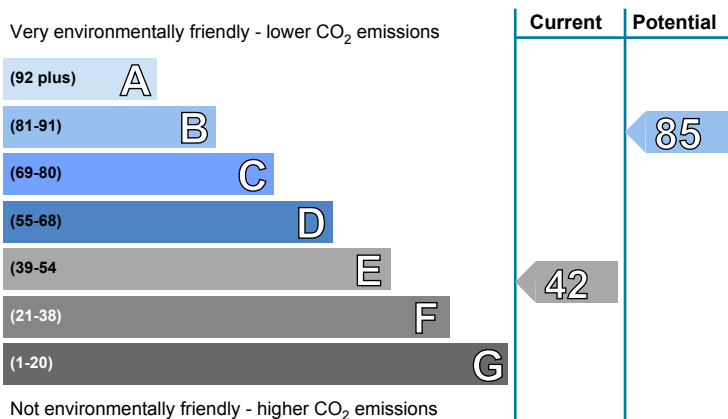 Very environmentally friendly - lower CO₂ emissions
Current
Potential
(92 plus) A
(81-91) B
85
(69-80) C
(55-68) D
(39-54 E
42
(21-38) F
(1-20) G
Not environmentally friendly - higher CO₂ emissions